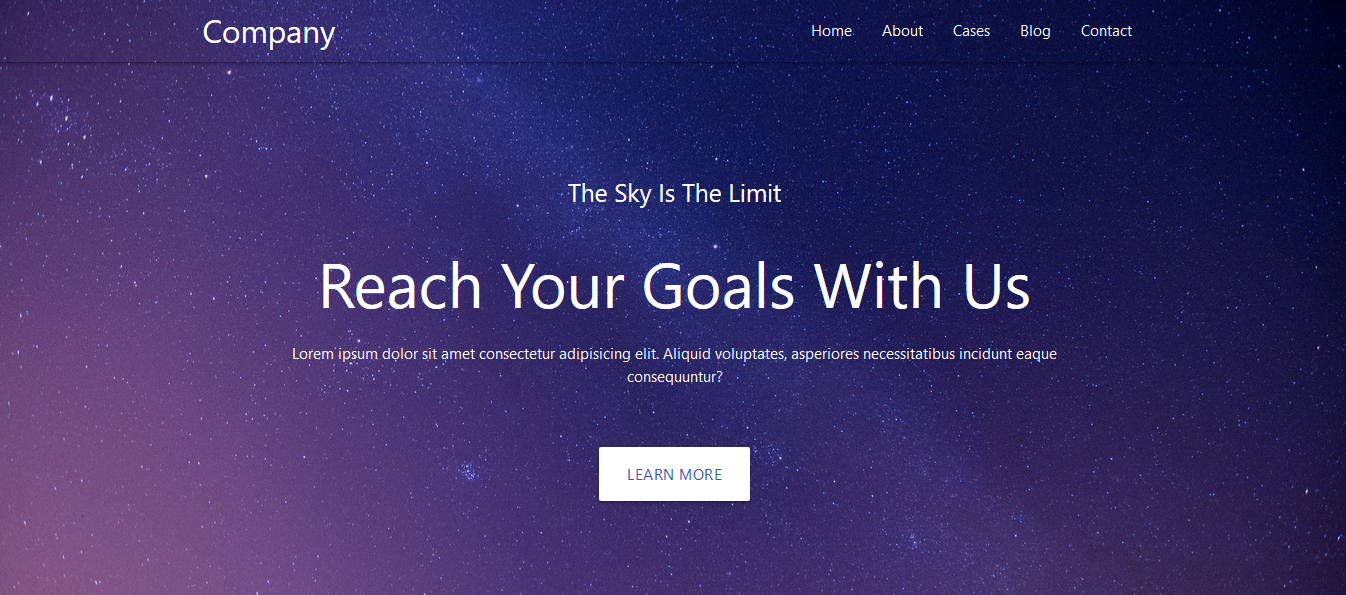 Company
Home About Cases Blog Contact
The Sky Is The Limit
Reach Your Goals With Us
Lorem ipsum dolor sit amet consectetur adipisicing elit. Aliquid voluptates, asperiores necessitatibus incidunt eaque
consequuntur?
LEARN MORE